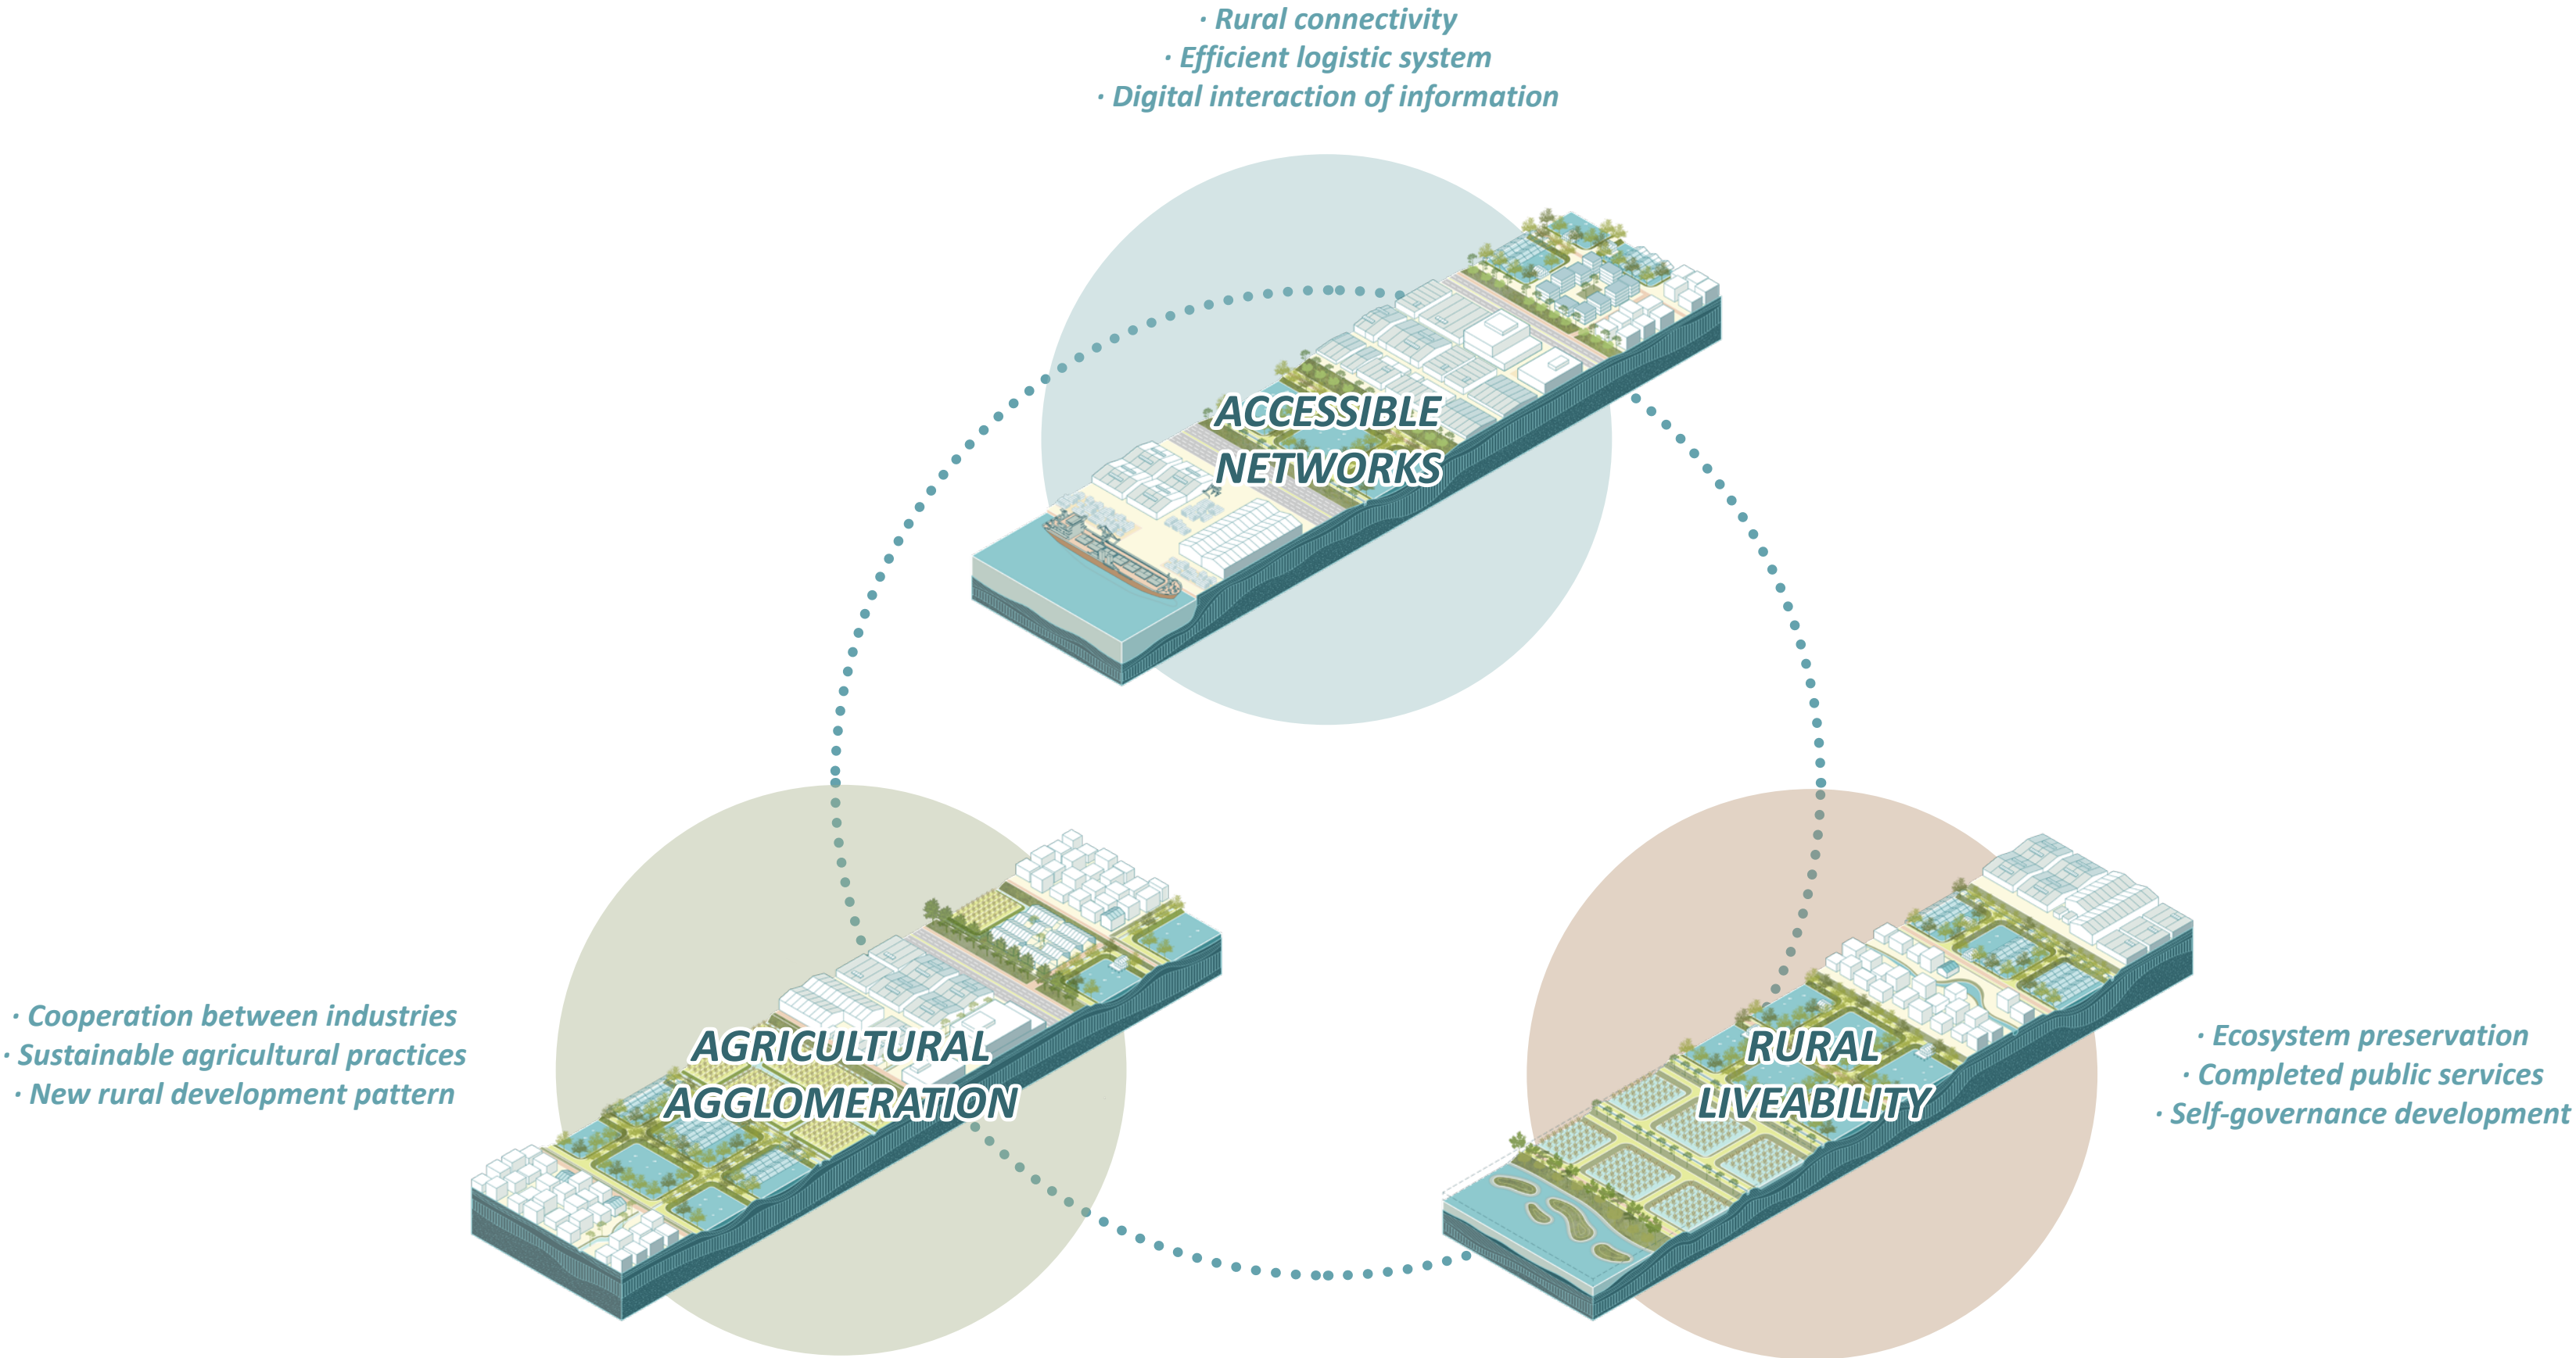 · Rural connectivity
· Efficient logistic system
· Digital interaction of information
ACCESSIBLE
NETWORKS
· Cooperation between industries
· Sustainable agricultural practices
· New rural development pattern
AGRICULTURAL
AGGLOMERATION
RURAL
LIVEABILITY
· Ecosystem preservation
· Completed public services
· Self-governance development